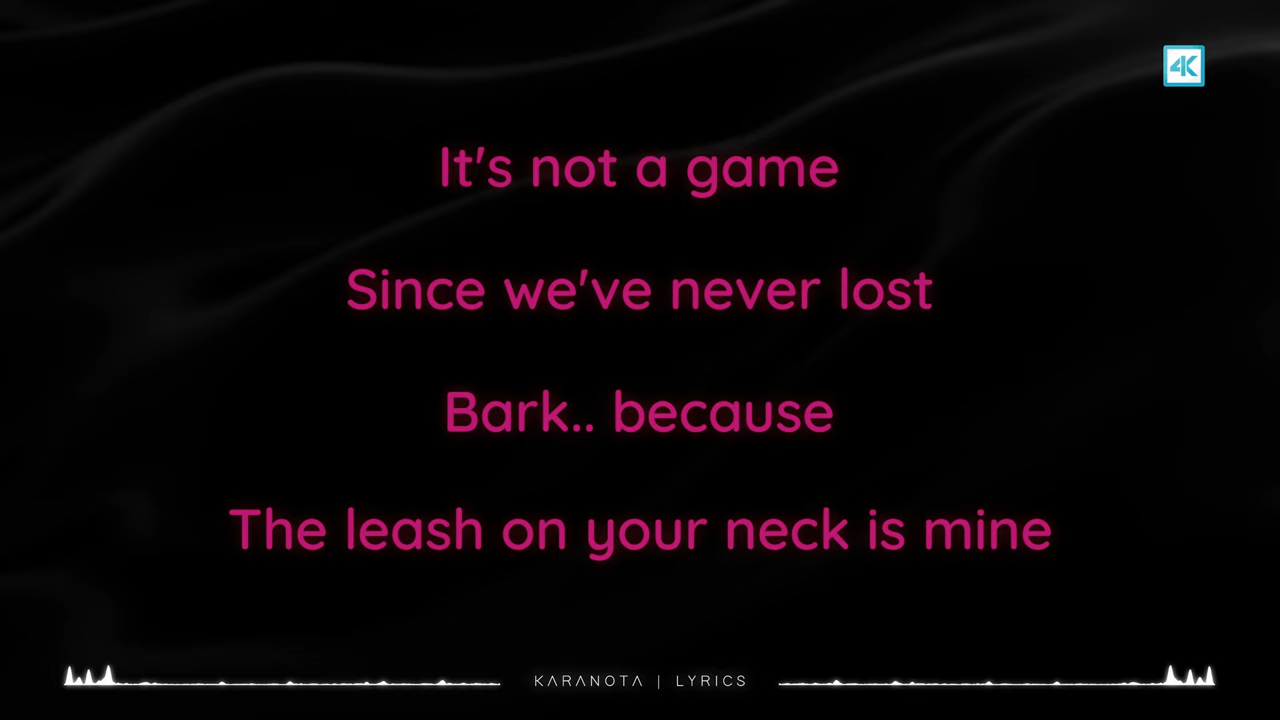 4K
It's not a game
Since we've never lost
Bark.. because
The leash on your neck is mine
KARANOTA | LYRICS